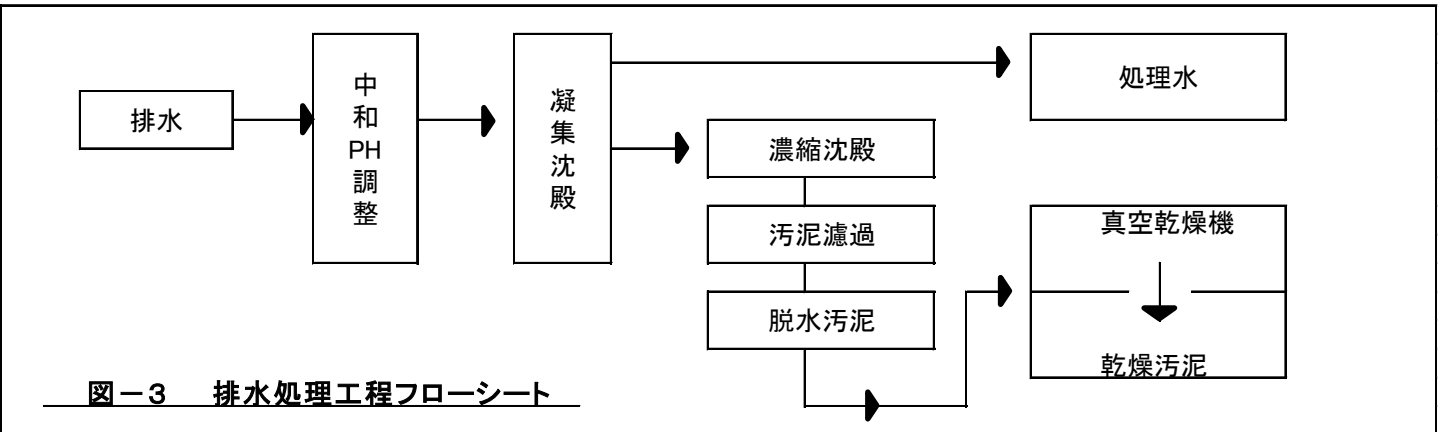 排水
中和PH調整
凝集沈殿
処理水
濃縮沈殿
汚泥濾過
脱水汚泥
真空乾燥機
乾燥汚泥
図－3　排水処理工程フローシート